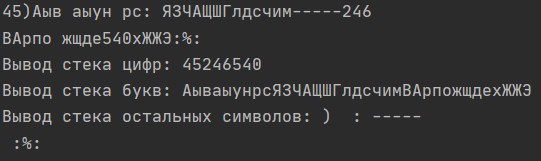 45)Аыв аыун рс: ЯЗЧАЩШГлдсчим-----246
ВАрпо жщде540хЖЖЭ:%:
Вывод стека цифр: 45246540
Вывод стека букв: АываыунрсЯЗЧАЩШГлдсчимВАрпожщдехЖЖЭ
Вывод стека остальных символов: )  : -----
 :%: